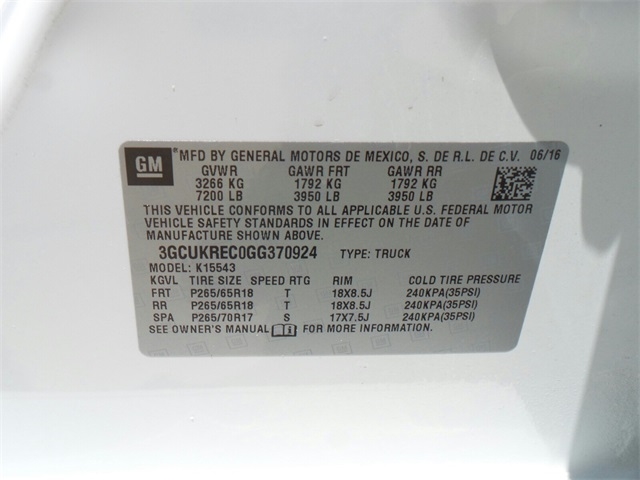 GM MFD BY GENERAL MOTORS DE MEXICO, S. DE R.L. DE C.V. 06/16
GVWR GAWR FRT GAWR RR
3266 KG 1792 KG 1792 KG
7200 LB 3950 LB 3950 LB
THIS VEHICLE CONFORMS TO ALL APPLICABLE U.S. FEDERAL MOTOR
VEHICLE SAFETY STANDARDS IN EFFECT ON THE DATE OF
MANUFACTURE SHOWN ABOVE.
3GCUKREC0GG370924 TYPE: TRUCK
MODEL: K15543
KGVL TIRE SIZE SPEED RTG RIM COLD TIRE PRESSURE
FRT P265/65R18 T 18X8.5J 240KPA(35PSI)
RR P265/65R18 T 18X8.5J 240KPA(35PSI)
SPA P265/70R17 S 17X7.5J 240KPA(35PSI)
SEE OWNER'S MANUAL FOR MORE INFORMATION.